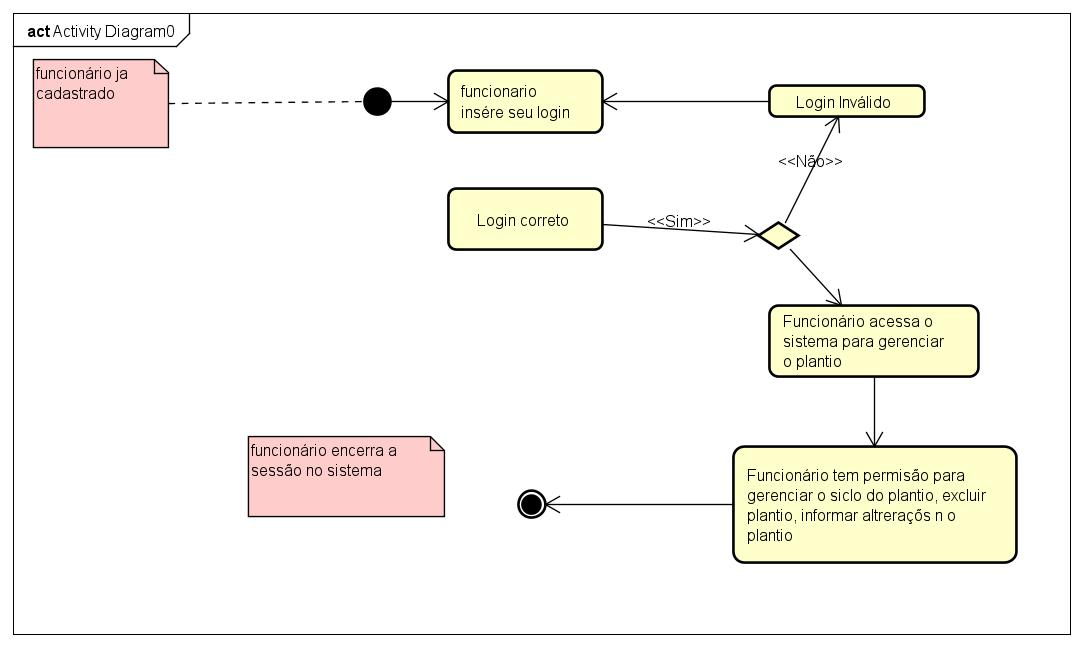 act Activity Diagram0
funcionário ja
cadastrado
funcionario
insére seu login
Login Inválido
<<Não>>
Login correto
<<Sim>>
Funcionário acessa o
sistema para gerenciar
o plantio
funcionário encerra a
sessão no sistema
Funcionário tem permisão para
gerenciar o siclo do plantio, excluir
plantio, informar altreraçõs n o
plantio